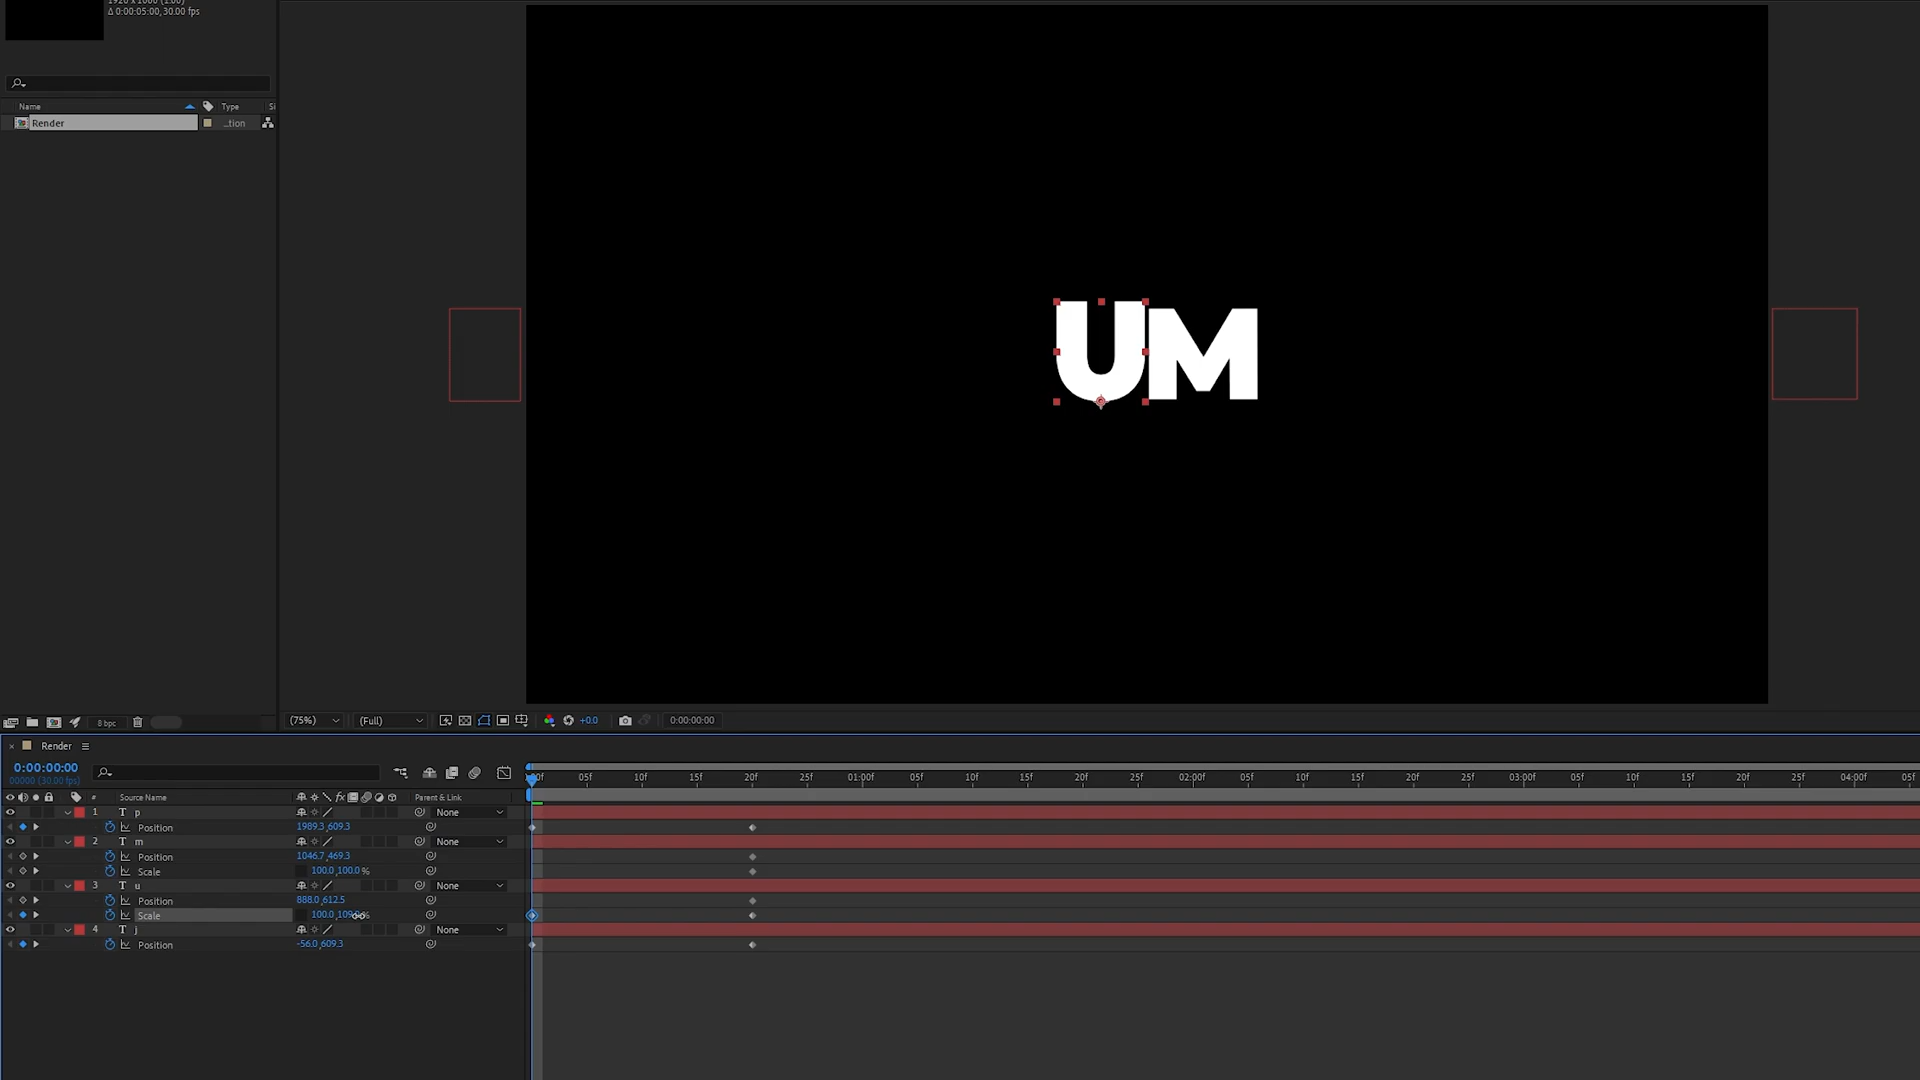 1920 x 1080 (1.00)
Δ 0:00:05:00, 30.00 fps
Name Type Si
Render ...tion
UM
8 bpc
(75%) (Full) +0.0 0:00:00:00
Render
0:00:00:00
00000 (30.00 fps)
05f 10f 15f 20f 25f 01:00f 05f 10f 15f 20f 25f 02:00f 05f 10f 15f 20f 25f 03:00f 05f 10f 15f 20f 25f 04:00f 05f
# Source Name fx Parent & Link
1 T p None
Position 1989.3,609.3
2 T m None
Position 1046.7,469.3
Scale 100.0,100.0%
3 T u None
Position 888.0,612.5
Scale 100.0,109 %
4 T j None
Position -56.0,609.3